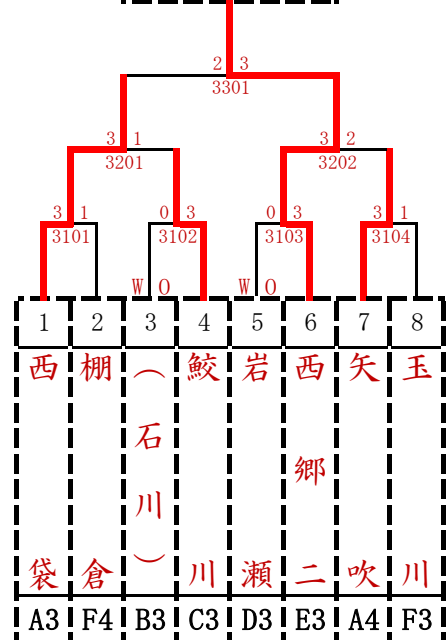 2 3
3301
3 1 3 2
3201 3202
3 1 0 3 0 3 3 1
3101 3102 3103 3104
W O W O
1 2 3 4 5 6 7 8
西袋
棚倉
（石川）
鮫川
岩瀬
西郷二
矢吹
玉川
A3 F4 B3 C3 D3 E3 A4 F3